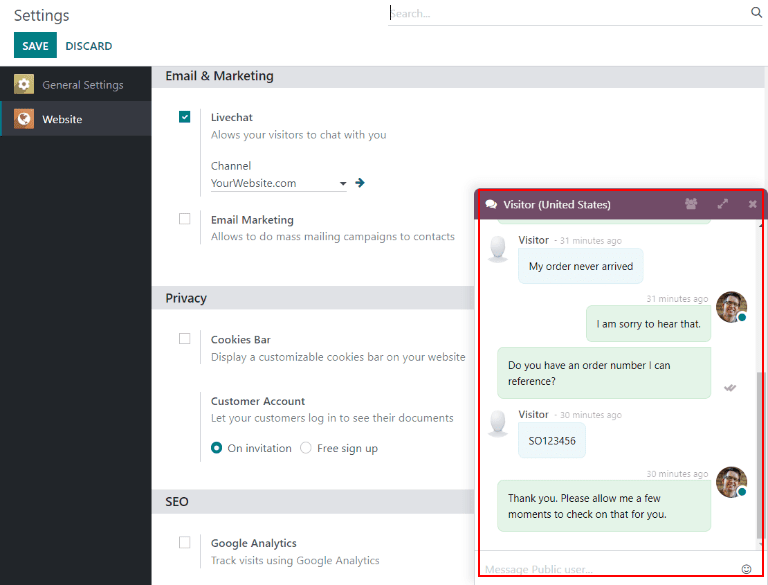 Settings
Search...
SAVE
DISCARD
General Settings
Website
Email & Marketing
Livechat
Alows your visitors to chat with you
Channel
YourWebsite.com
Email Marketing
Allows to do mass mailing campaigns to contacts
Privacy
Cookies Bar
Display a customizable cookies bar on your website
Customer Account
Let your customers log in to see their documents
On invitation
Free sign up
SEO
Google Analytics
Track visits using Google Analytics
Visitor (United States)
Visitor - 31 minutes ago
My order never arrived
31 minutes ago
I am sorry to hear that.
Do you have an order number I can
reference?
Visitor - 30 minutes ago
SO123456
30 minutes ago
Thank you. Please allow me a few
moments to check on that for you.
Message Public user...